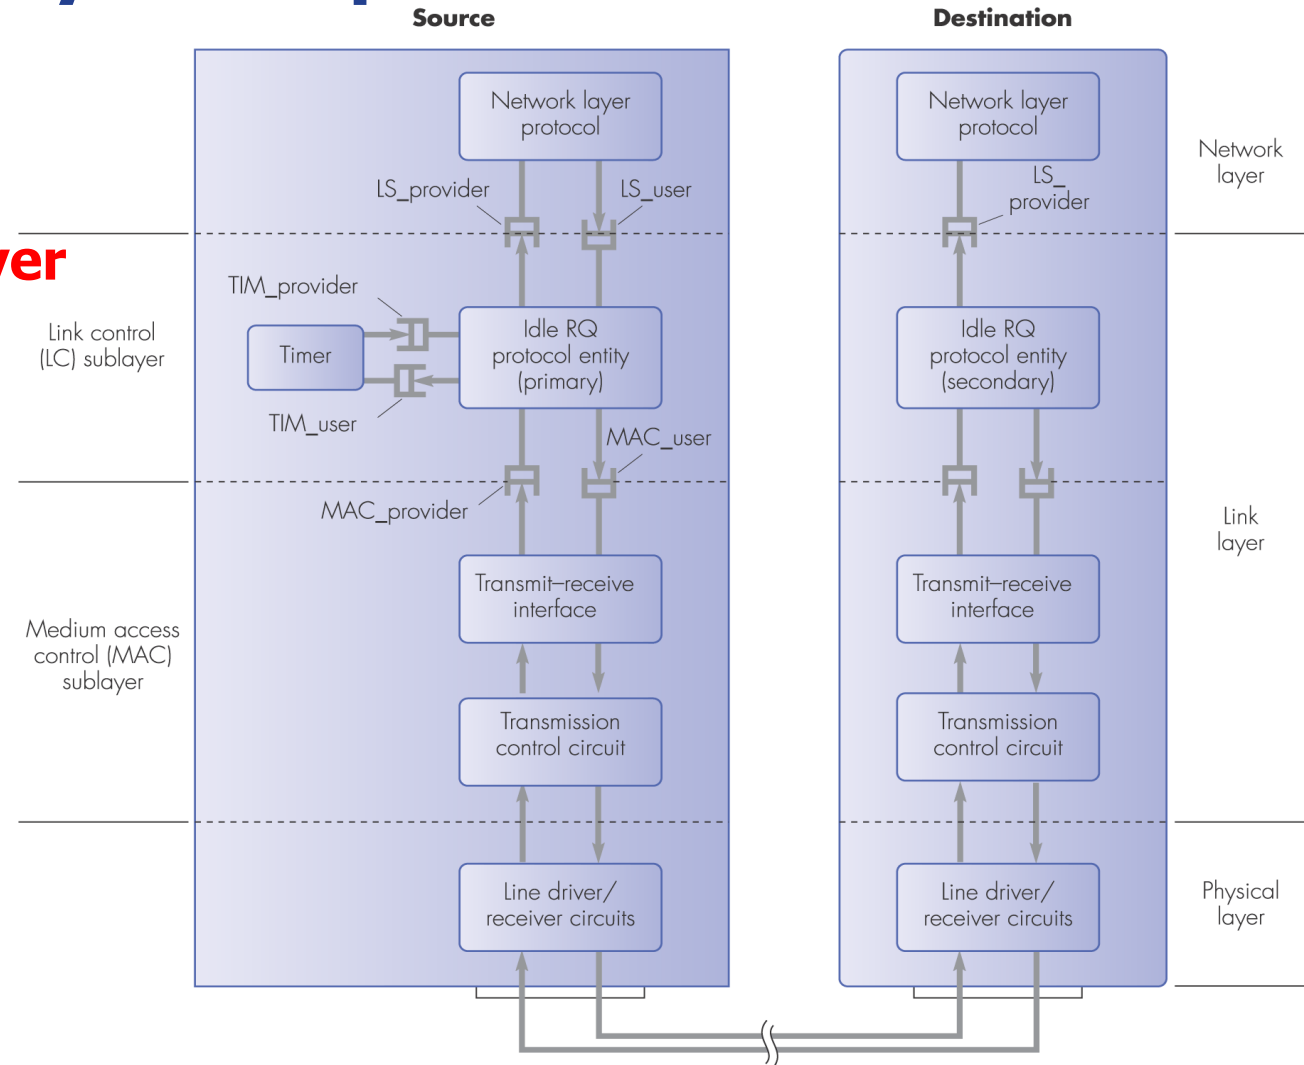 Source
Destination
Network layer
protocol
Network layer
protocol
Network
layer
LS_provider
LS_user
LS_
provider
yer
TIM_provider
Link control
(LC) sublayer
Timer
Idle RQ
protocol entity
(primary)
Idle RQ
protocol entity
(secondary)
TIM_user
MAC_user
MAC_provider
Link
layer
Transmit–receive
interface
Transmit–receive
interface
Medium access
control (MAC)
sublayer
Transmission
control circuit
Transmission
control circuit
Line driver/
receiver circuits
Line driver/
receiver circuits
Physical
layer